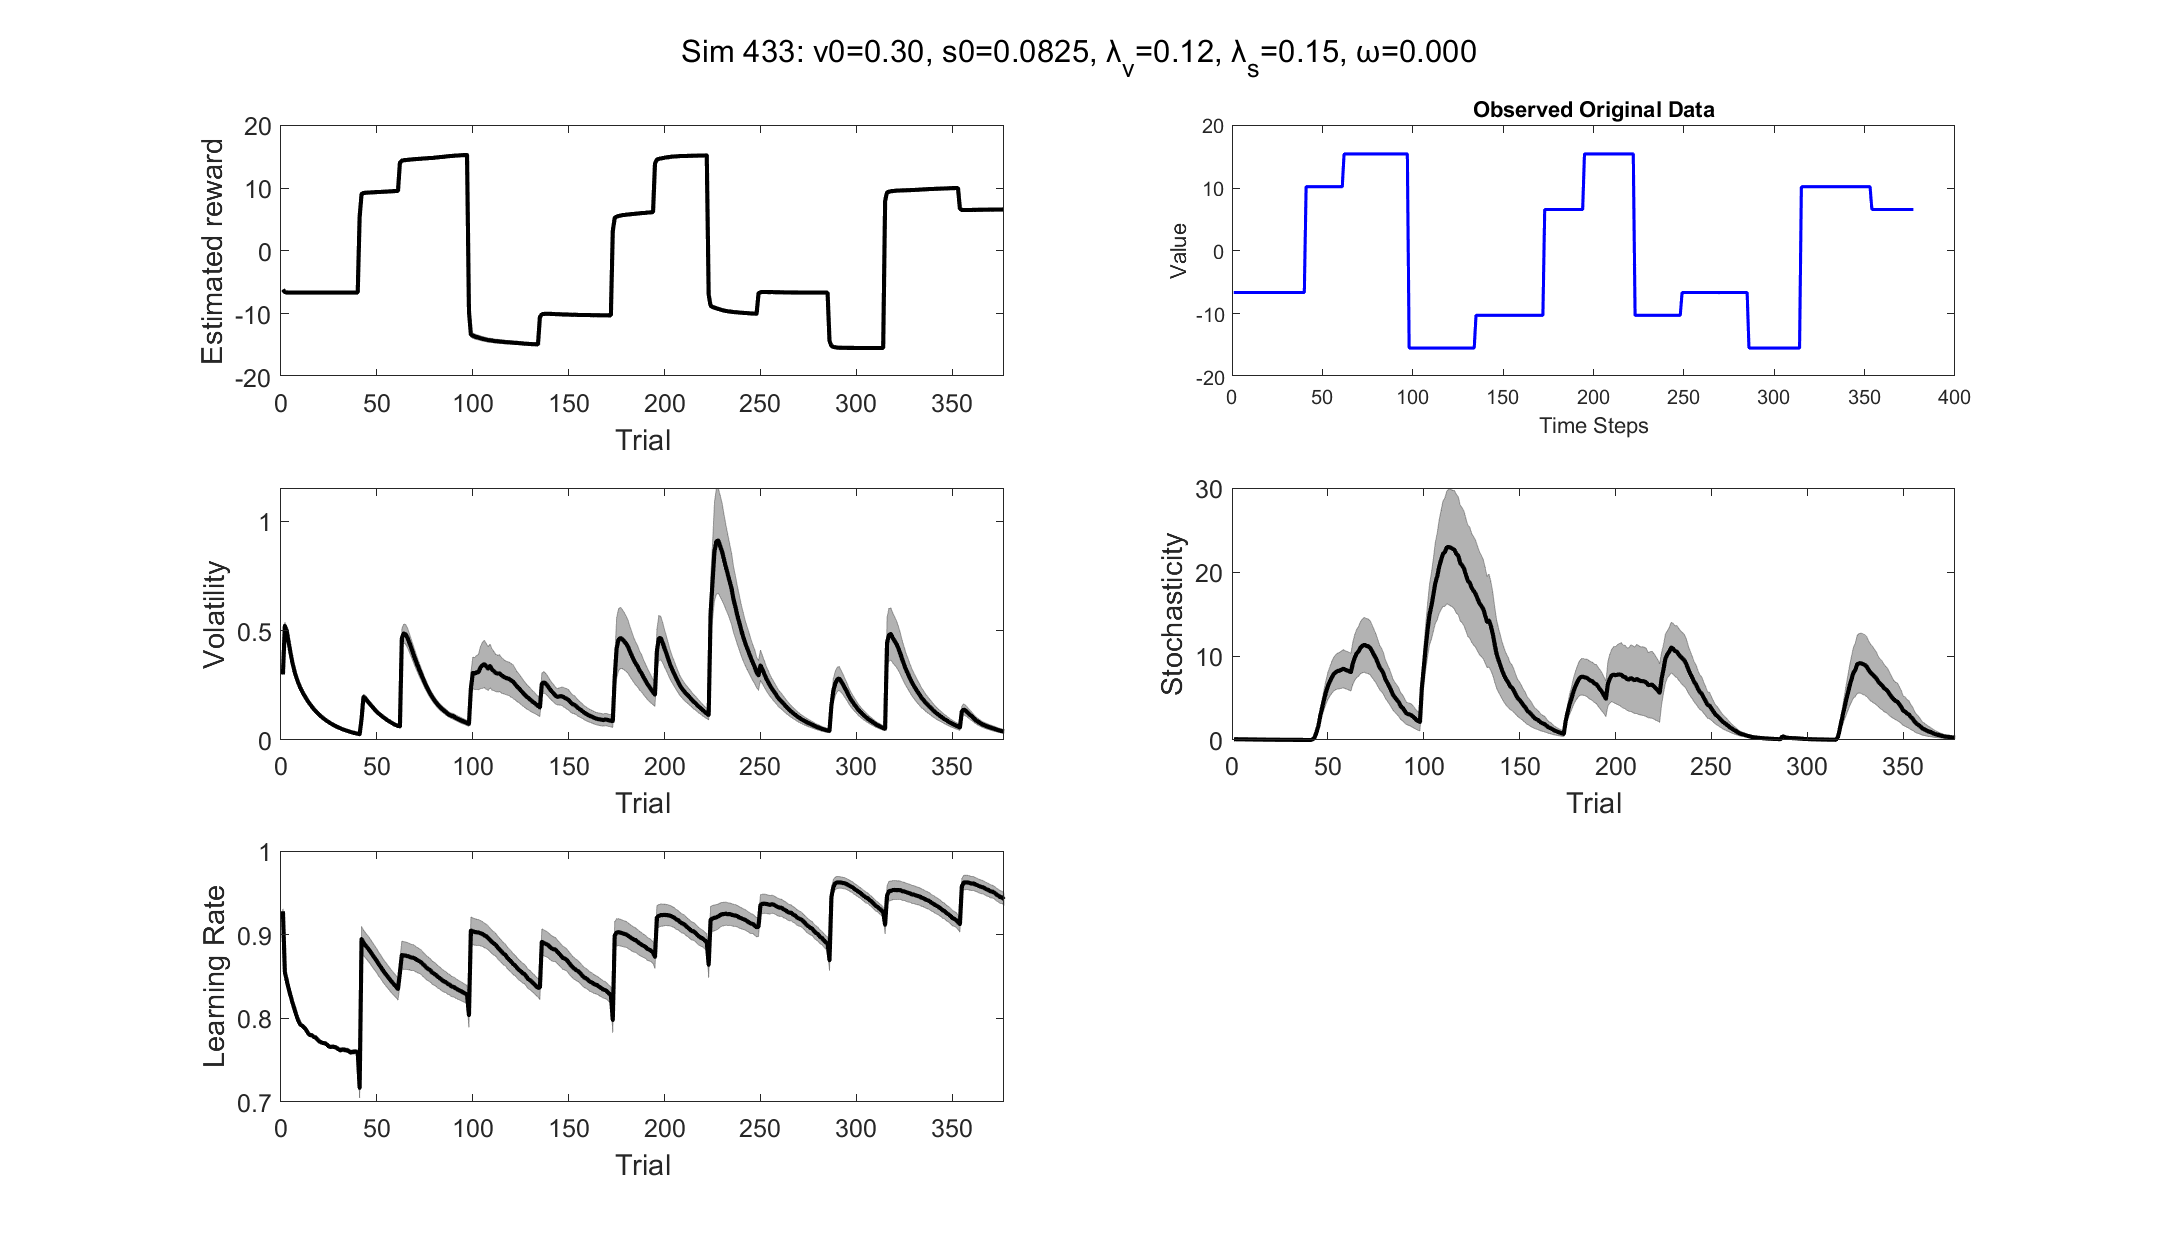 Sim 433: v0=0.30, s0=0.0825, λv=0.12, λs=0.15, ω=0.000
Estimated reward
20
10
0
-10
-20
0 50 100 150 200 250 300 350
Trial
Observed Original Data
Value
20
10
0
-10
-20
0 50 100 150 200 250 300 350 400
Time Steps
Volatility
1
0.5
0
0 50 100 150 200 250 300 350
Trial
Stochasticity
30
20
10
0
0 50 100 150 200 250 300 350
Trial
Learning Rate
1
0.9
0.8
0.7
0 50 100 150 200 250 300 350
Trial